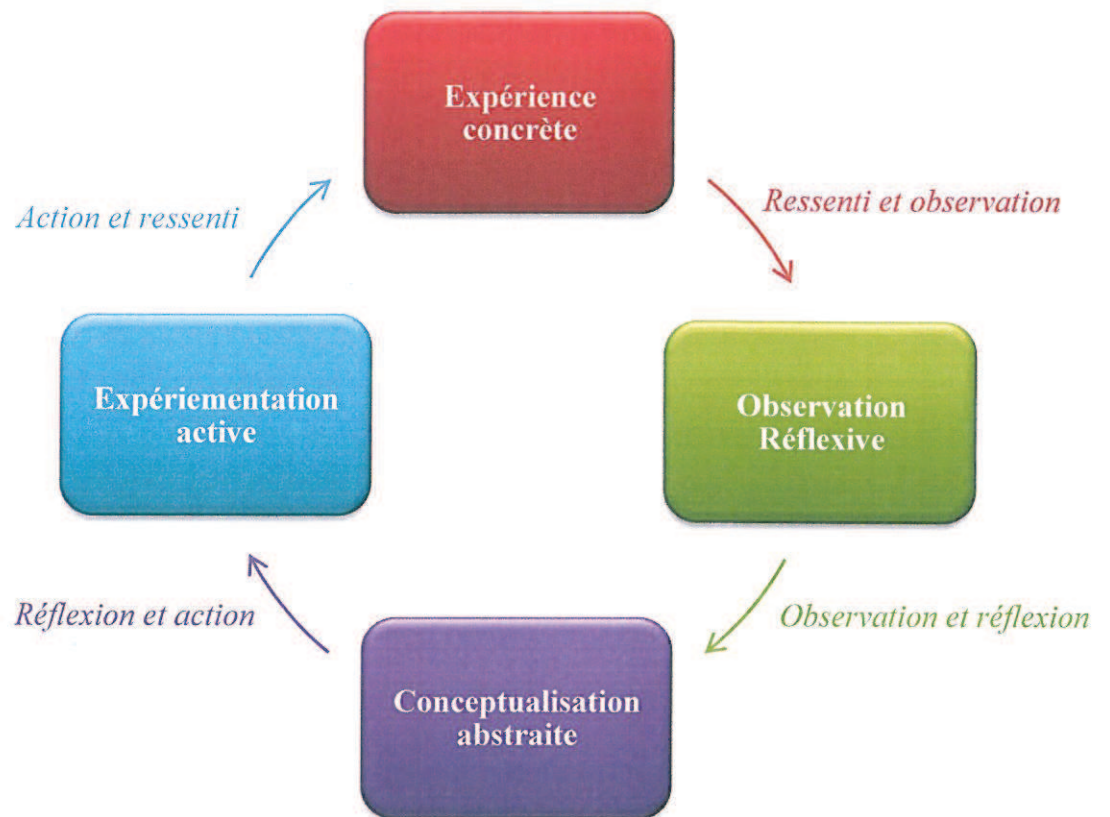 Expérience
concrète
Action et ressenti
Ressenti et observation
Expériementation
active
Observation
Réflexive
Réflexion et action
Observation et réflexion
Conceptualisation
abstraite